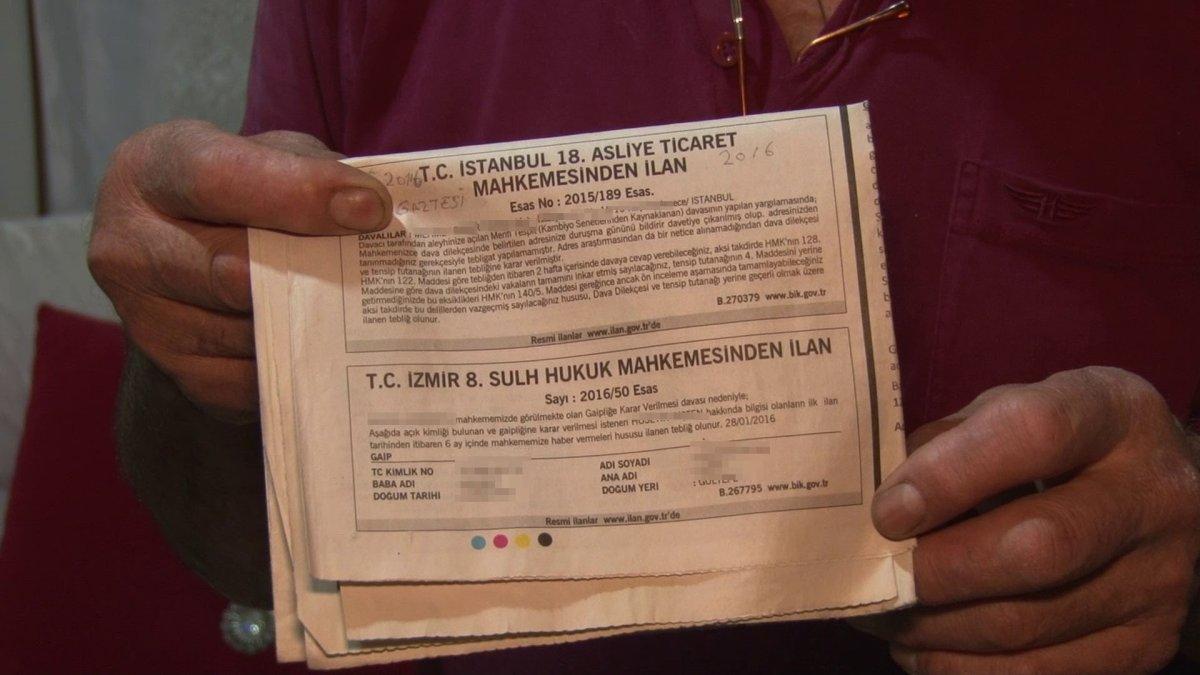 2016
2016
GAZTESİ
T.C. İSTANBUL 18. ASLİYE TİCARET
MAHKEMESİNDEN İLAN
Esas No : 2015/189 Esas.
İSTANBUL
DAVALILAR :
Davacı tarafından aleyhinize açılan Menfi Tespit (Kambiyo Senedelerinden Kaynaklanan) davasının yapılan yargılamasında;
Mahkememizce dava dilekçesinde belirtilen adresinize duruşma gününü bildirir davetiye çıkarılmış olup. adresinizden
tanınmadığınız gerekçesiyle tebligat yapılamamıştır. Adres araştırmasından da bir netice alınamadığından dava dilekçesi
ve tensip tutanağının ilanen tebliğine karar verilmiştir.
HMK'nın 122. Maddesi göre tebliğden itibaren 2 hafta içerisinde davaya cevap verebileceğiniz, aksi takdirde HMK'nın 128.
Maddesine göre dava dilekçesindeki vakaların tamamını inkar etmiş sayılacağınız, tensip tutanağının 4. Maddesini yerine
getirmediğinizde bu eksiklikleri HMK'nın 140/5. Maddesi gereğince ancak ön inceleme aşamasında tamamlayabileceğiniz
aksi takdirde bu delillerden vazgeçmiş sayılacağınız hususu, Dava Dilekçesi ve tensip tutanağı yerine geçerli olmak üzere
ilanen tebliğ olunur.
B.270379 www.bik.gov.tr
Resmi ilanlar www.ilan.gov.tr'de
T.C. İZMİR 8. SULH HUKUK MAHKEMESİNDEN İLAN
Sayı : 2016/50 Esas
mahkememizde görülmekte olan Gaipliğe Karar Verilmesi davası nedeniyle;
Aşağıda açık kimliği bulunan ve gaipliğine karar verilmesi istenen hakkında bilgisi olanların ilk ilan
tarihinden itibaren 6 ay içinde mahkememize haber vermeleri hususu ilanen tebliğ olunur. 28/01/2016
GAİP
TC KİMLİK NO
BABA ADI
DOĞUM TARİHİ
ADI SOYADI
ANA ADI
DOĞUM YERİ : GÜLTEPE
B.267795 www.bik.gov.tr
Resmi ilanlar www.ilan.gov.tr'de